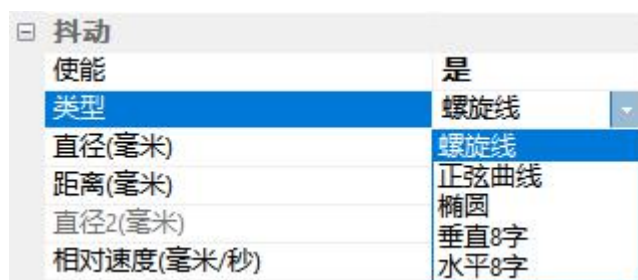 抖动
使能 是
类型 螺旋线
直径(毫米) 螺旋线
距离(毫米) 正弦曲线
直径2(毫米) 椭圆
相对速度(毫米/秒) 垂直8字
水平8字